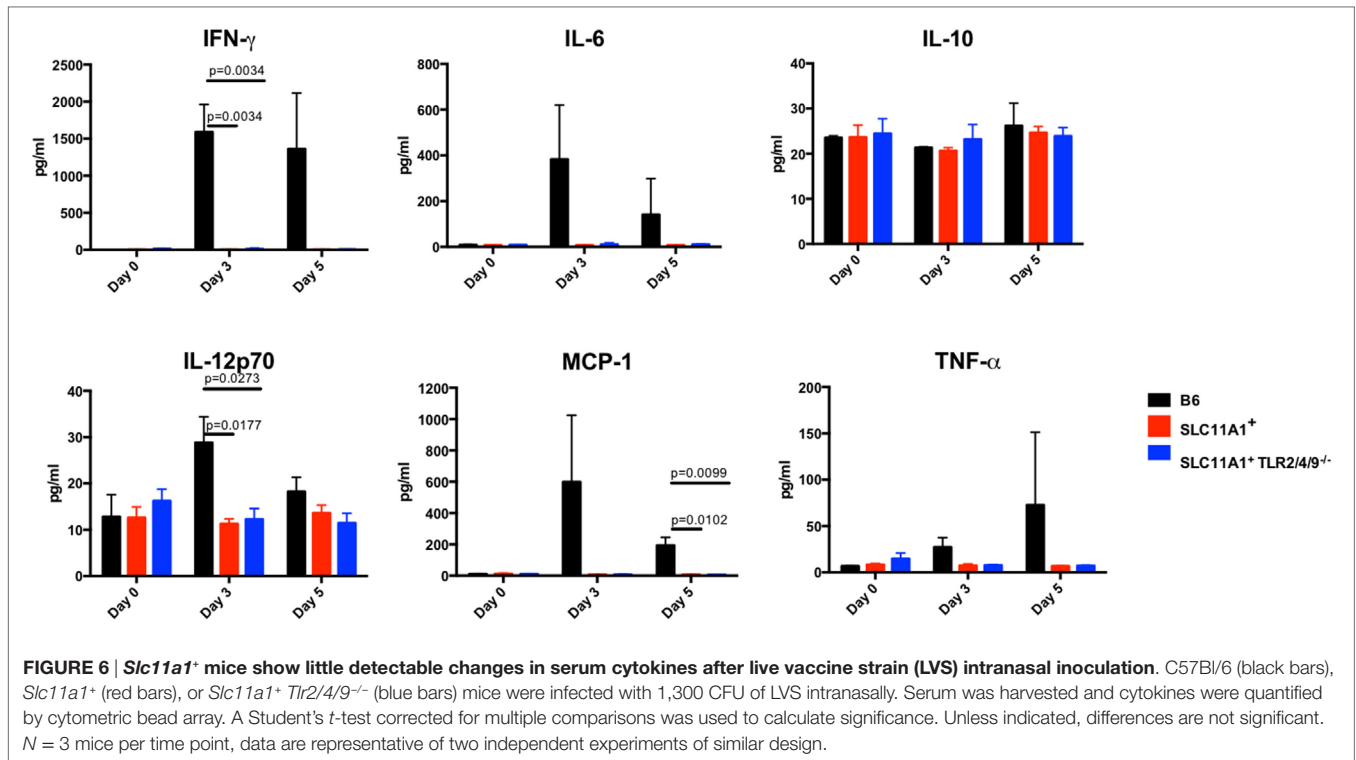 IFN-γ
2500
2000
1500
1000
500
0
pg/ml
p=0.0034
p=0.0034
Day 0
Day 3
Day 5
IL-6
800
600
400
200
0
pg/ml
Day 0
Day 3
Day 5
IL-10
40
30
20
10
0
pg/ml
Day 0
Day 3
Day 5
IL-12p70
40
30
20
10
0
pg/ml
p=0.0273
p=0.0177
Day 0
Day 3
Day 5
MCP-1
1200
1000
800
600
400
200
0
pg/ml
p=0.0099
p=0.0102
Day 0
Day 3
Day 5
TNF-α
200
150
100
50
0
pg/ml
Day 0
Day 3
Day 5
B6
SLC11A1⁺
SLC11A1⁺ TLR2/4/9⁻/⁻
FIGURE 6 | Slc11a1⁺ mice show little detectable changes in serum cytokines after live vaccine strain (LVS) intranasal inoculation. C57Bl/6 (black bars),
Slc11a1⁺ (red bars), or Slc11a1⁺ Tlr2/4/9⁻/⁻ (blue bars) mice were infected with 1,300 CFU of LVS intranasally. Serum was harvested and cytokines were quantified
by cytometric bead array. A Student's t-test corrected for multiple comparisons was used to calculate significance. Unless indicated, differences are not significant.
N = 3 mice per time point, data are representative of two independent experiments of similar design.